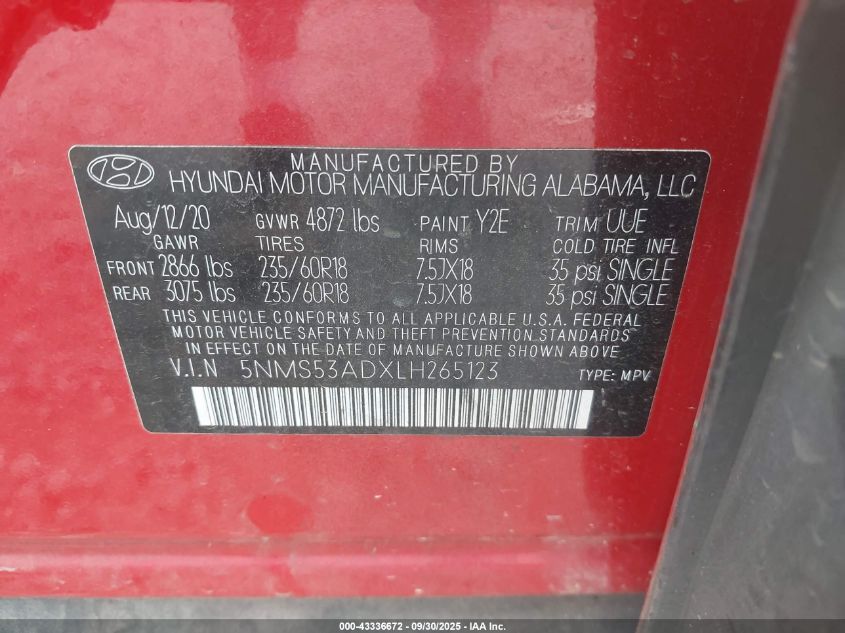 MANUFACTURED BY
HYUNDAI MOTOR MANUFACTURING ALABAMA, LLC
Aug/12/20 GVWR 4872 lbs PAINT Y2E TRIM UUE
GAWR TIRES RIMS COLD TIRE INFL
FRONT 2866 lbs 235/60R18 7.5JX18 35 psi SINGLE
REAR 3075 lbs 235/60R18 7.5JX18 35 psi SINGLE
THIS VEHICLE CONFORMS TO ALL APPLICABLE U.S.A. FEDERAL
MOTOR VEHICLE SAFETY AND THEFT PREVENTION STANDARDS
IN EFFECT ON THE DATE OF MANUFACTURE SHOWN ABOVE.
V.I.N 5NMS53ADXLH265123 TYPE: MPV
000-43336672 - 09/30/2025 - IAA Inc.